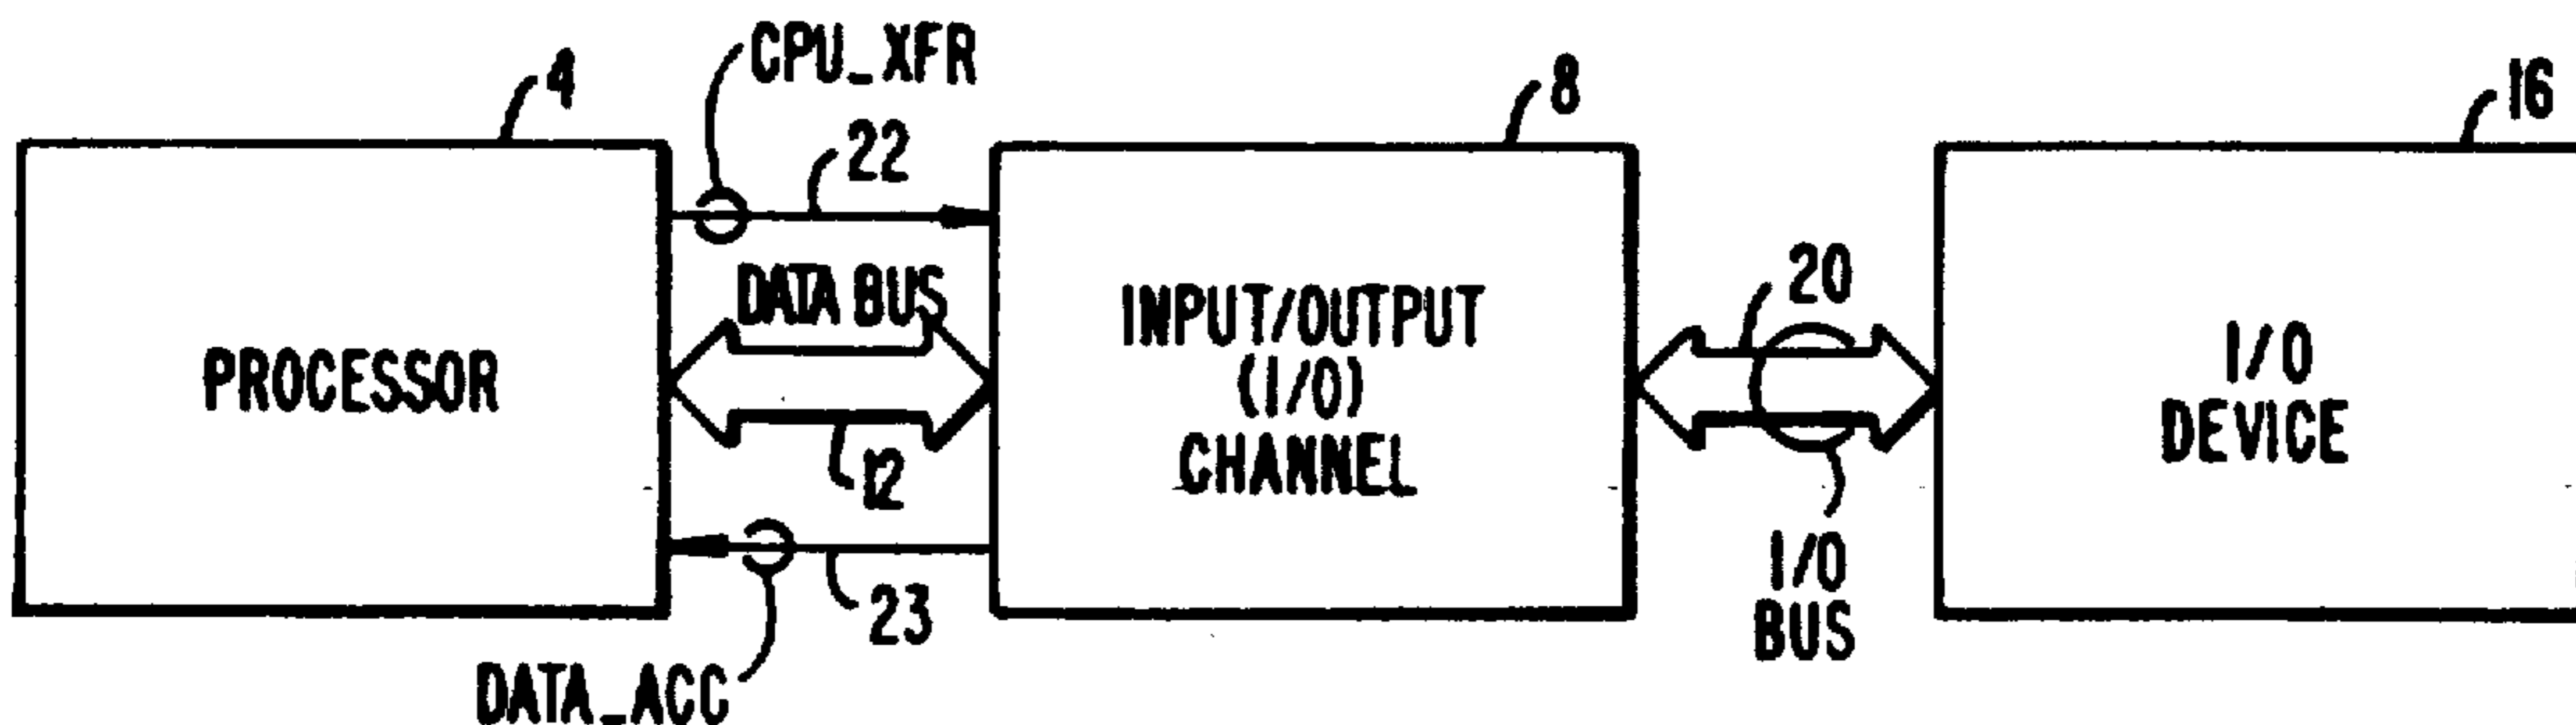 CPU_XFR
4
8
16
22
DATA BUS
20
PROCESSOR
INPUT/OUTPUT
(I/O)
CHANNEL
I/O
DEVICE
12
I/O
BUS
23
DATA_ACC